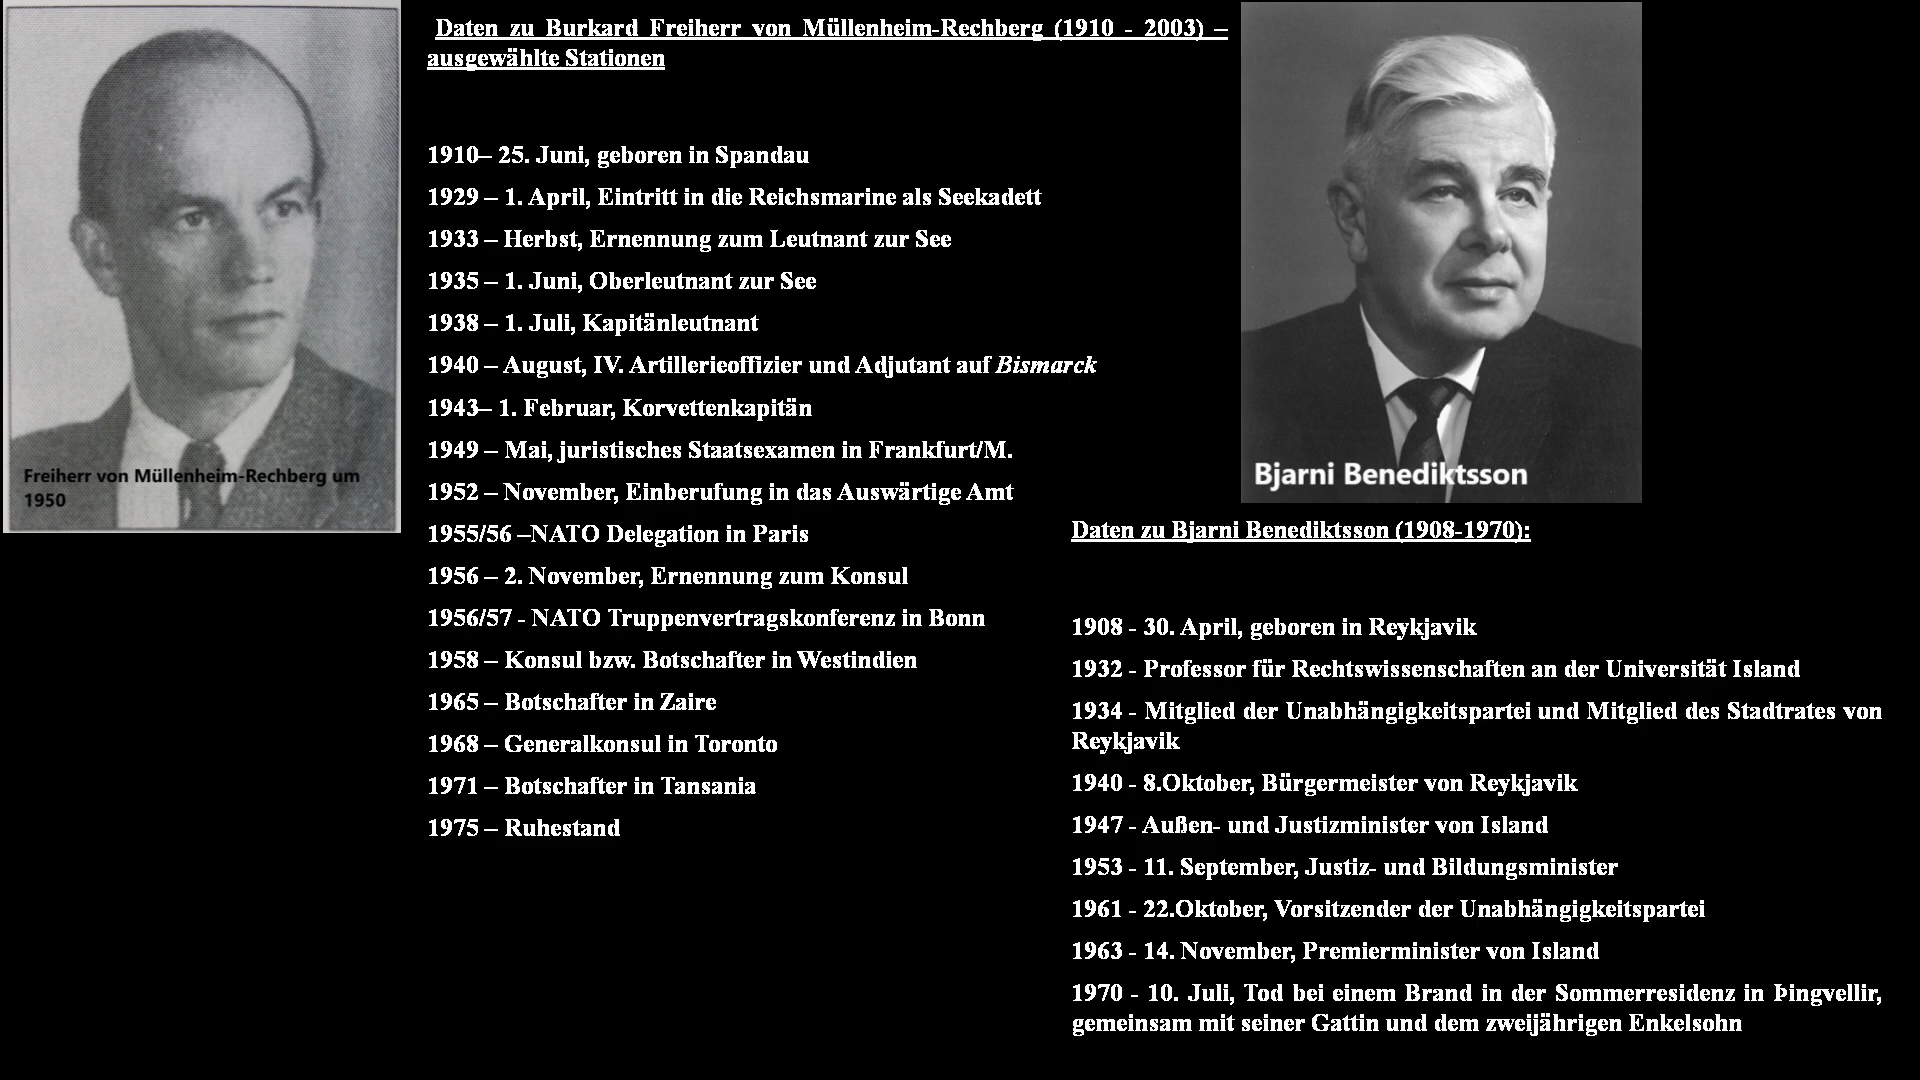 Daten zu Burkard Freiherr von Müllenheim-Rechberg (1910 - 2003) –
ausgewählte Stationen
1910– 25. Juni, geboren in Spandau
1929 – 1. April, Eintritt in die Reichsmarine als Seekadett
1933 – Herbst, Ernennung zum Leutnant zur See
1935 – 1. Juni, Oberleutnant zur See
1938 – 1. Juli, Kapitänleutnant
1940 – August, IV. Artillerieoffizier und Adjutant auf Bismarck
1943– 1. Februar, Korvettenkapitän
1949 – Mai, juristisches Staatsexamen in Frankfurt/M.
1952 – November, Einberufung in das Auswärtige Amt
1955/56 –NATO Delegation in Paris
1956 – 2. November, Ernennung zum Konsul
1956/57 - NATO Truppenvertragskonferenz in Bonn
1958 – Konsul bzw. Botschafter in Westindien
1965 – Botschafter in Zaire
1968 – Generalkonsul in Toronto
1971 – Botschafter in Tansania
1975 – Ruhestand
Freiherr von Müllenheim-Rechberg um
1950
Bjarni Benediktsson
Daten zu Bjarni Benediktsson (1908-1970):
1908 - 30. April, geboren in Reykjavik
1932 - Professor für Rechtswissenschaften an der Universität Island
1934 - Mitglied der Unabhängigkeitspartei und Mitglied des Stadtrates von
Reykjavik
1940 - 8.Oktober, Bürgermeister von Reykjavik
1947 - Außen- und Justizminister von Island
1953 - 11. September, Justiz- und Bildungsminister
1961 - 22.Oktober, Vorsitzender der Unabhängigkeitspartei
1963 - 14. November, Premierminister von Island
1970 - 10. Juli, Tod bei einem Brand in der Sommerresidenz in Þingvellir,
gemeinsam mit seiner Gattin und dem zweijährigen Enkelsohn